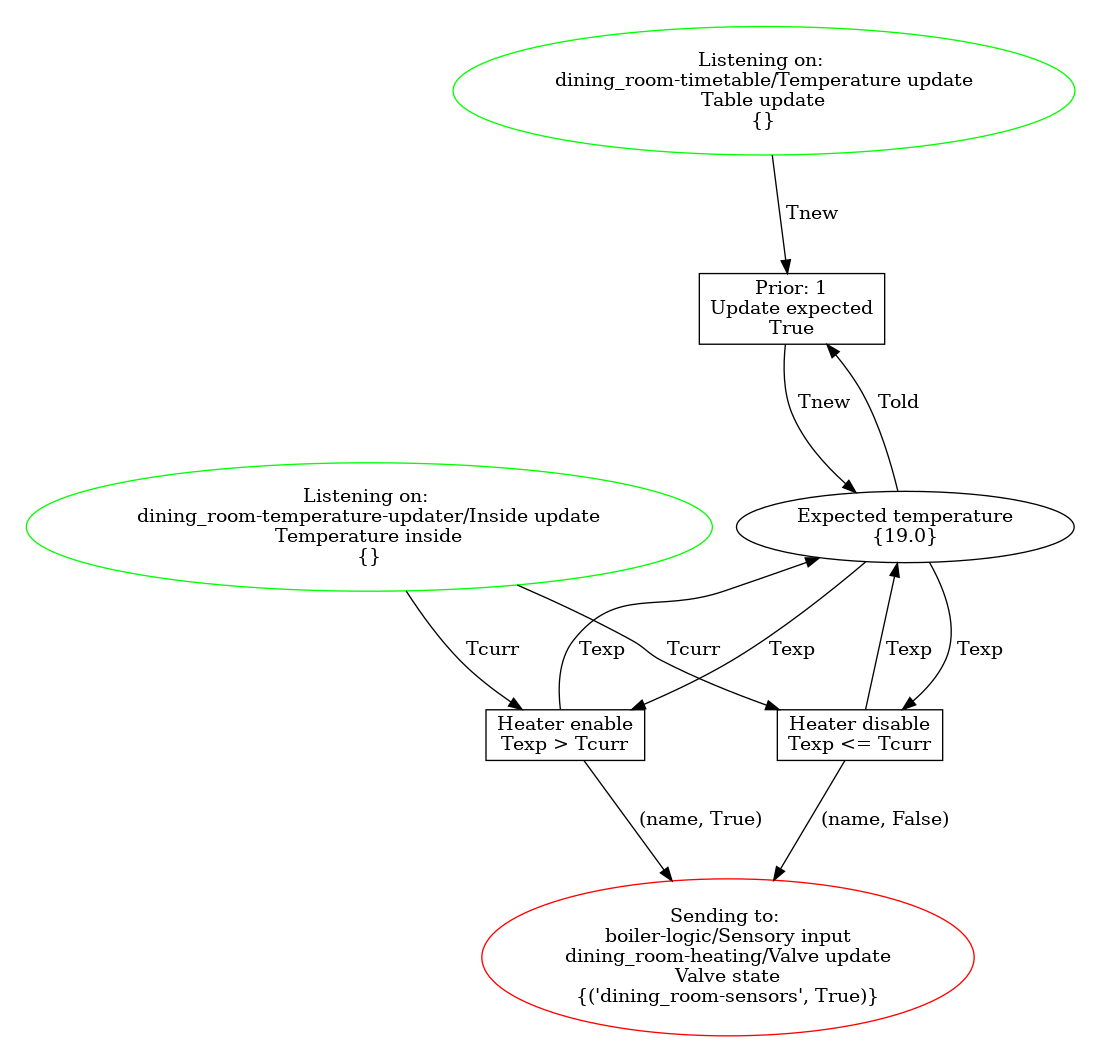 Listening on:
dining_room-timetable/Temperature update
Table update
{}
Tnew
Prior: 1
Update expected
True
Tnew
Told
Listening on:
dining_room-temperature-updater/Inside update
Temperature inside
{}
Expected temperature
{19.0}
Tcurr
Texp
Tcurr
Texp
Texp
Texp
Heater enable
Texp > Tcurr
Heater disable
Texp <= Tcurr
(name, True)
(name, False)
Sending to:
boiler-logic/Sensory input
dining_room-heating/Valve update
Valve state
{('dining_room-sensors', True)}